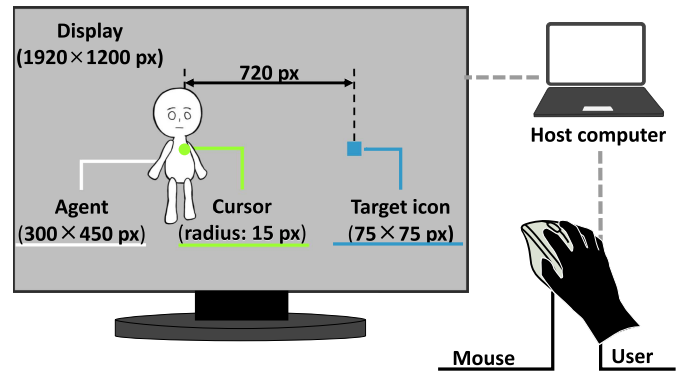 Display
(1920×1200 px)
720 px
Host computer
Agent
(300×450 px)
Cursor
(radius: 15 px)
Target icon
(75×75 px)
Mouse
User